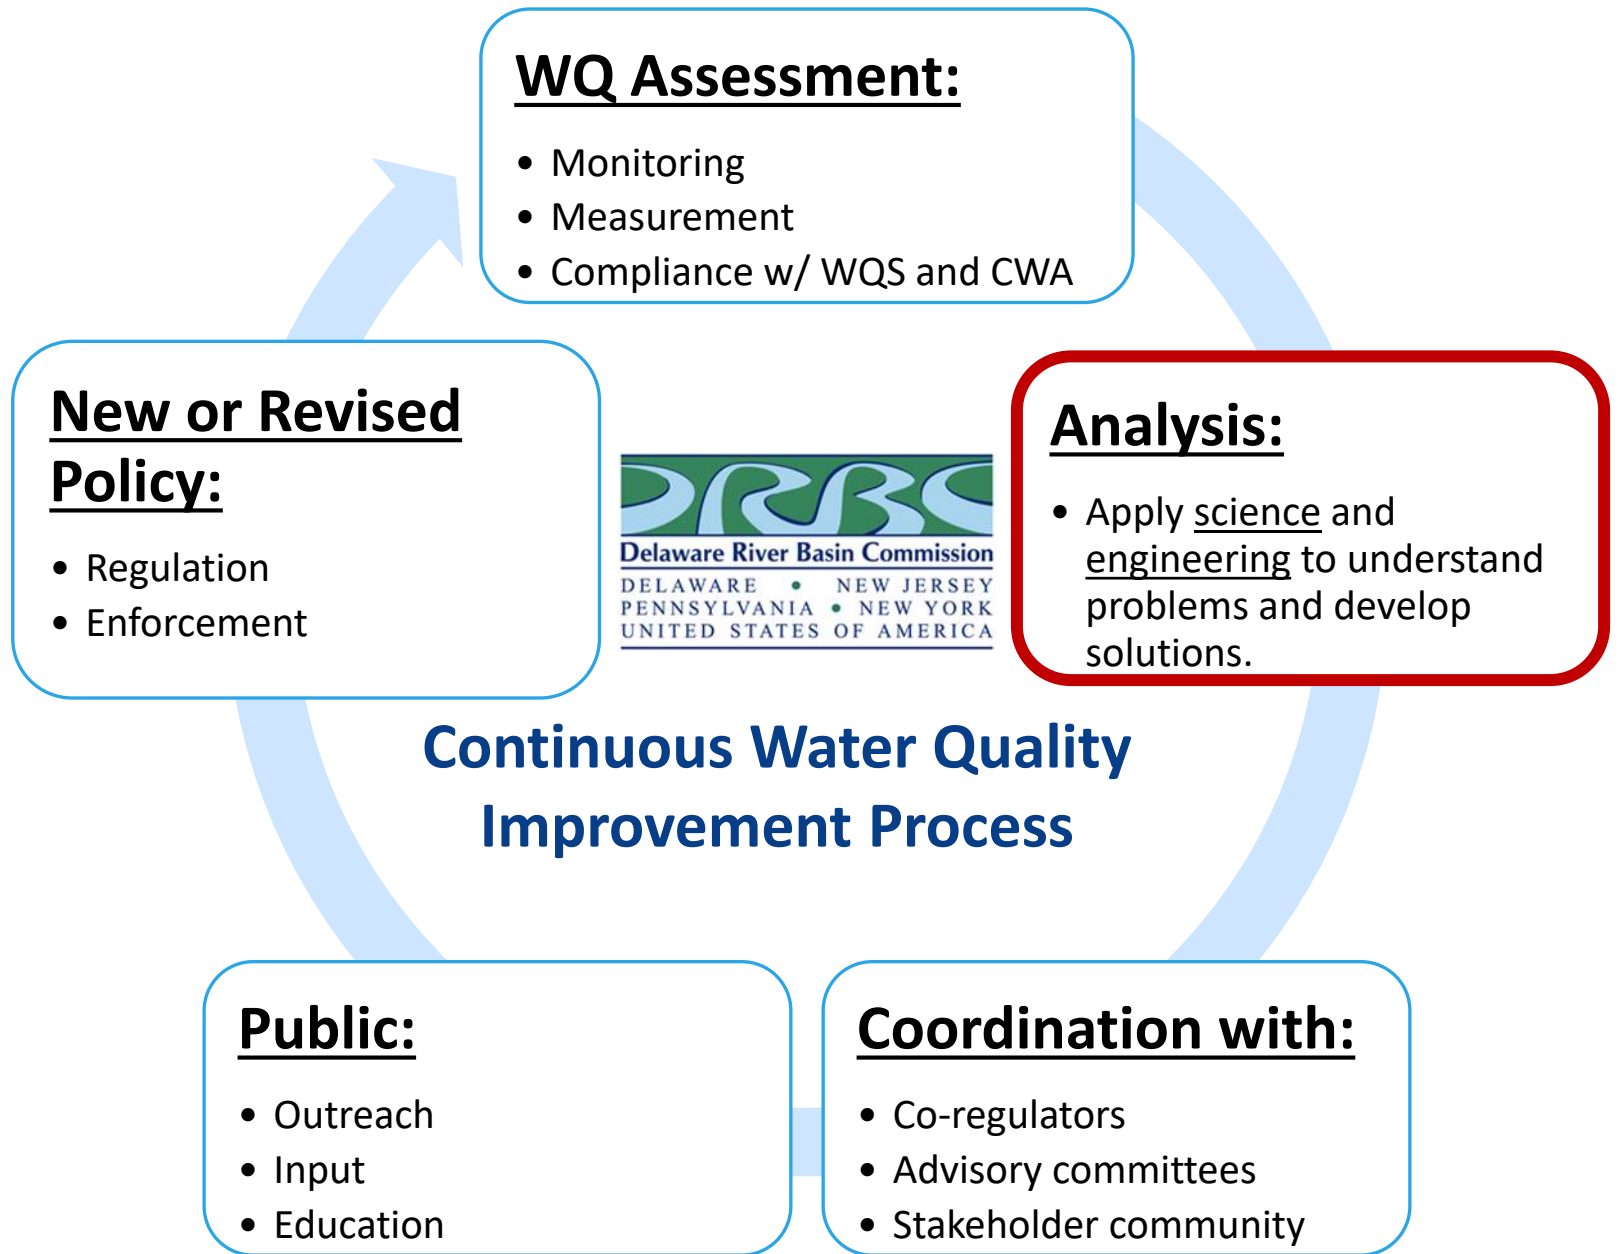 WQ Assessment:
• Monitoring
• Measurement
• Compliance w/ WQS and CWA
Analysis:
• Apply science and
engineering to understand
problems and develop
solutions.
Coordination with:
• Co-regulators
• Advisory committees
• Stakeholder community
Public:
• Outreach
• Input
• Education
New or Revised
Policy:
• Regulation
• Enforcement
DRBC
Delaware River Basin Commission
DELAWARE • NEW JERSEY
PENNSYLVANIA • NEW YORK
UNITED STATES OF AMERICA
Continuous Water Quality
Improvement Process